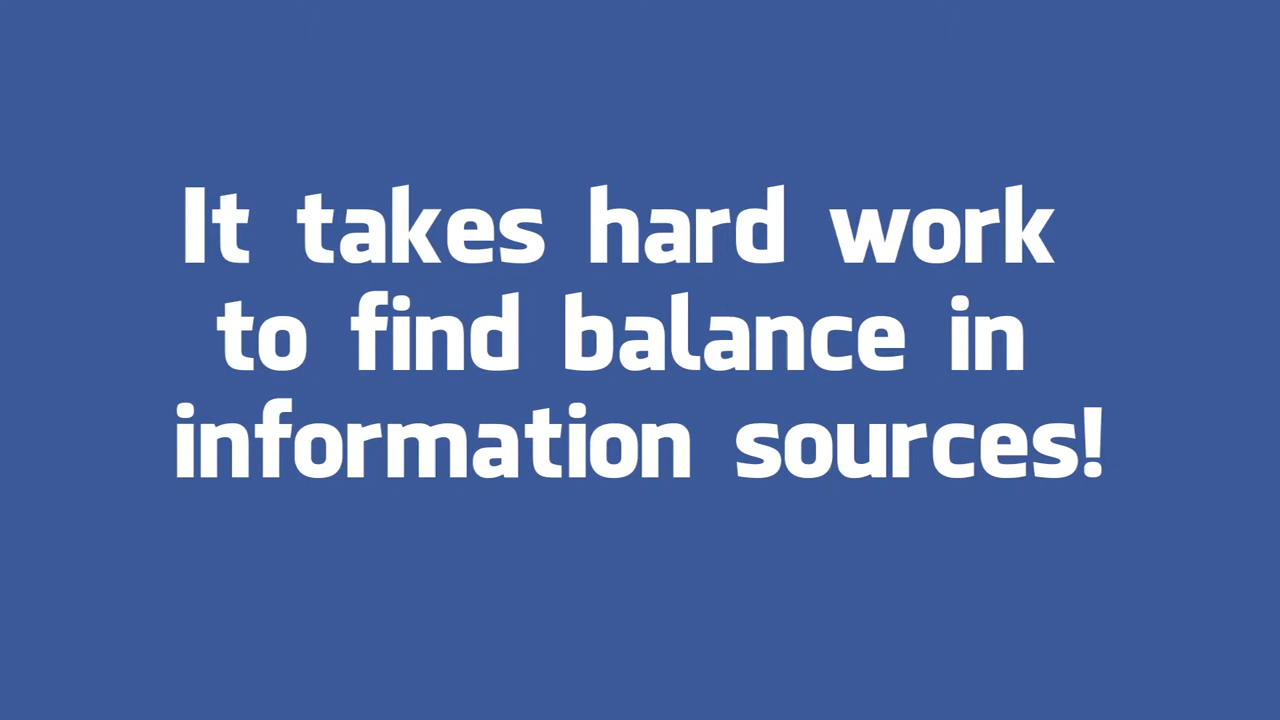 It takes hard work
to find balance in
information sources!